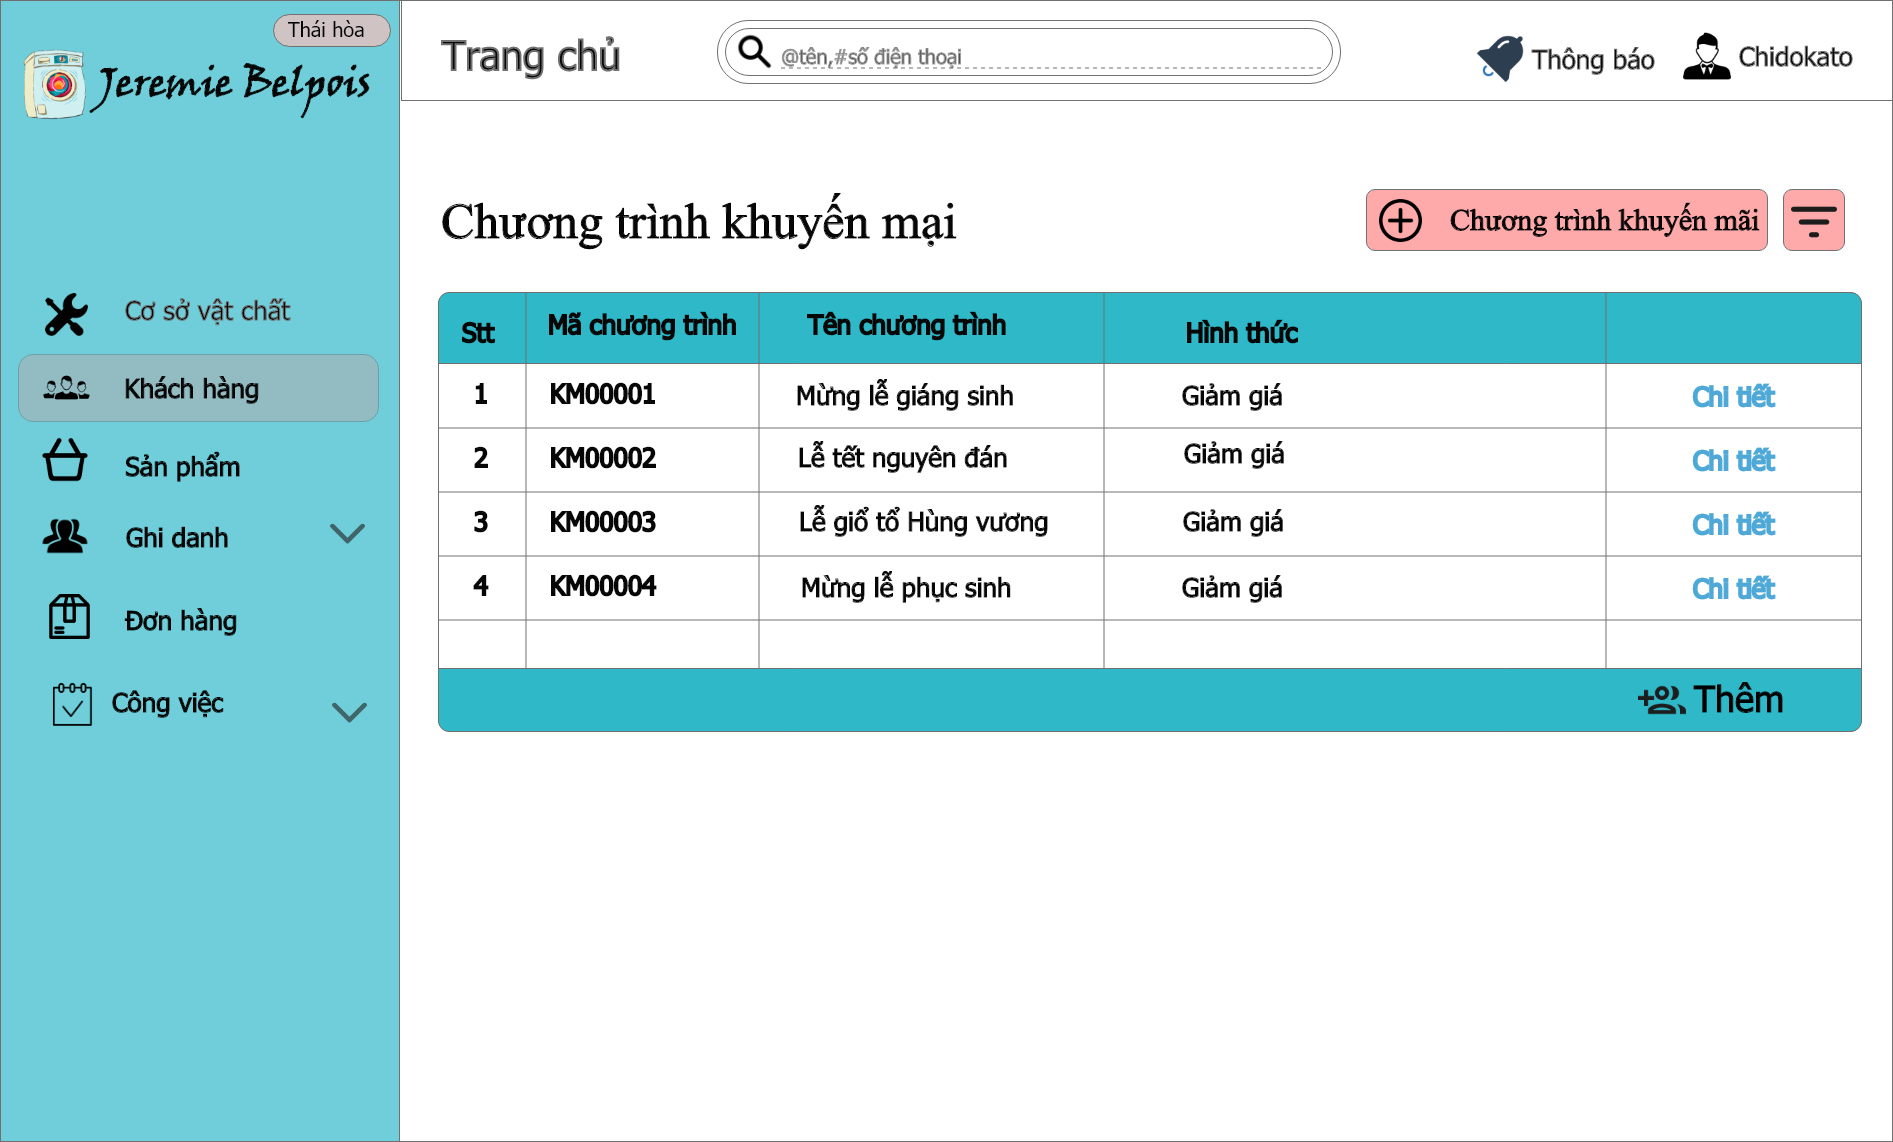 Thái hòa
Jeremie Belpois
Trang chủ
@tên,#số điện thoại
Thông báo
Chidokato
Chương trình khuyến mại
Chương trình khuyến mãi
Cơ sở vật chất
Khách hàng
Sản phẩm
Ghi danh
Đơn hàng
Công việc
Stt Mã chương trình Tên chương trình Hình thức
1 KM00001 Mừng lễ giáng sinh Giảm giá Chi tiết
2 KM00002 Lễ tết nguyên đán Giảm giá Chi tiết
3 KM00003 Lễ giổ tổ Hùng vương Giảm giá Chi tiết
4 KM00004 Mừng lễ phục sinh Giảm giá Chi tiết
Thêm